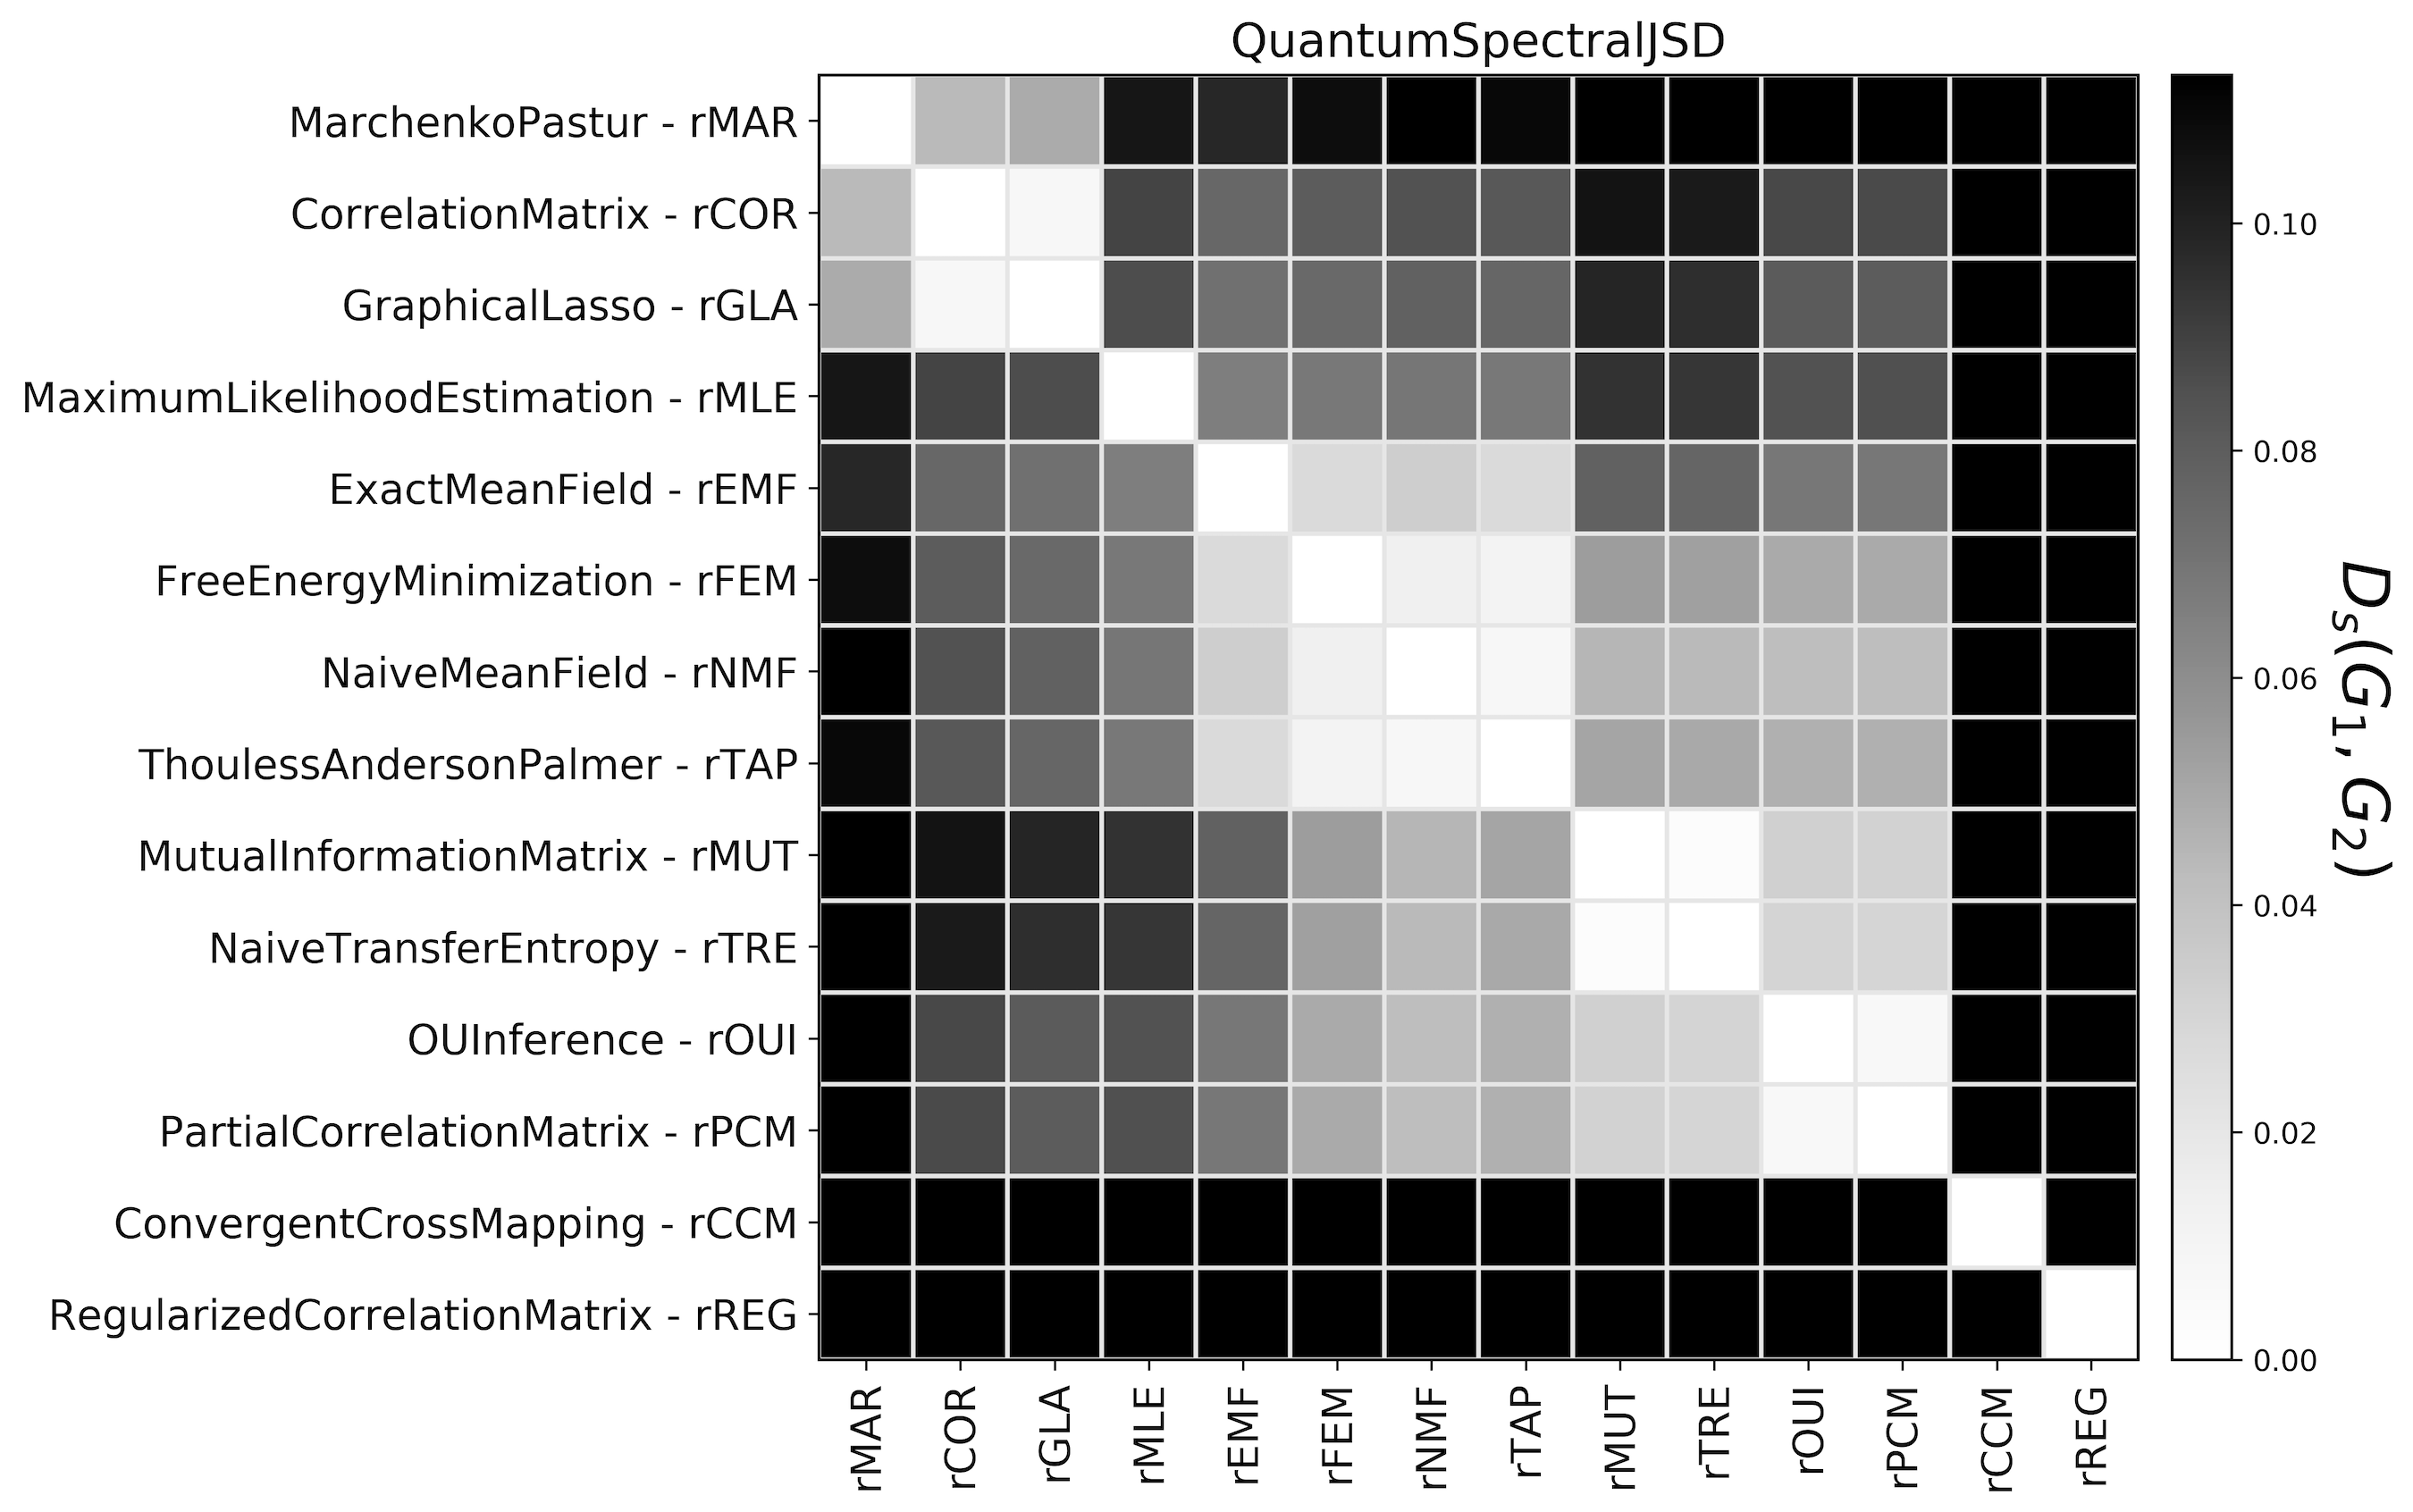 QuantumSpectralJSD
MarchenkoPastur - rMAR
CorrelationMatrix - rCOR
GraphicalLasso - rGLA
MaximumLikelihoodEstimation - rMLE
ExactMeanField - rEMF
FreeEnergyMinimization - rFEM
NaiveMeanField - rNMF
ThoulessAndersonPalmer - rTAP
MutualInformationMatrix - rMUT
NaiveTransferEntropy - rTRE
OUInference - rOUI
PartialCorrelationMatrix - rPCM
ConvergentCrossMapping - rCCM
RegularizedCorrelationMatrix - rREG
rMAR
rCOR
rGLA
rMLE
rEMF
rFEM
rNMF
rTAP
rMUT
rTRE
rOUI
rPCM
rCCM
rREG
0.10
0.08
0.06
0.04
0.02
0.00
D_s(G_1, G_2)